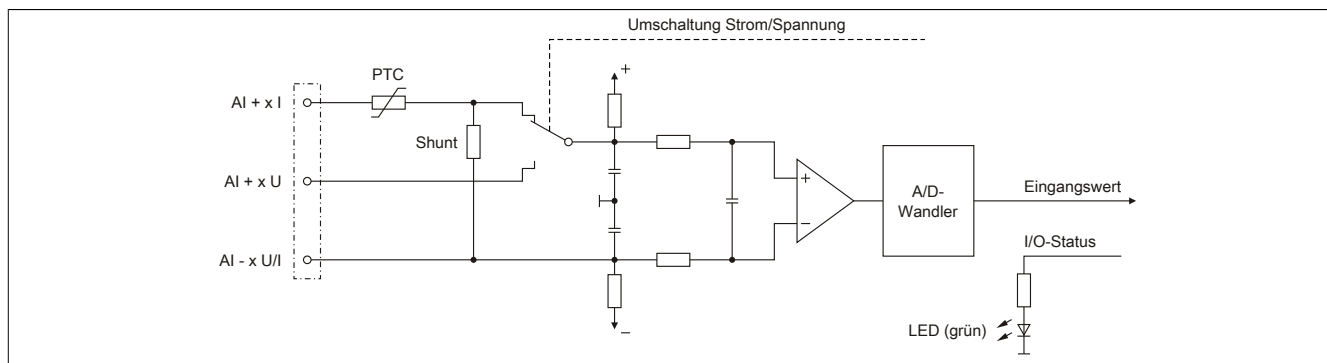 Umschaltung Strom/Spannung
PTC
+
AI + x I
Shunt
AI + x U
+
−
A/D-
Wandler
Eingangswert
I/O-Status
AI - x U/I
−
LED (grün)